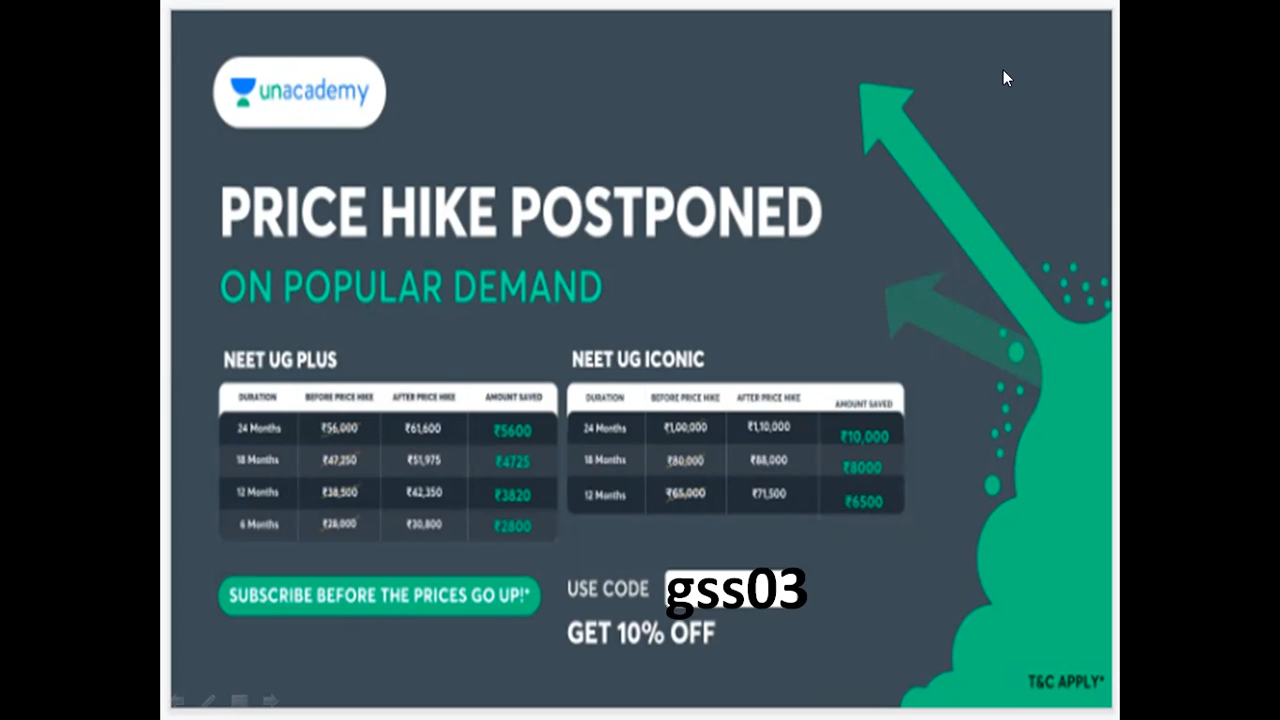 unacademy
PRICE HIKE POSTPONED
ON POPULAR DEMAND
NEET UG PLUS
DURATION BEFORE PRICE HIKE AFTER PRICE HIKE AMOUNT SAVED
24 Months ₹56,000 ₹61,600 ₹5600
18 Months ₹47,250 ₹51,975 ₹4725
12 Months ₹38,500 ₹42,350 ₹3820
6 Months ₹28,000 ₹30,800 ₹2800
NEET UG ICONIC
DURATION BEFORE PRICE HIKE AFTER PRICE HIKE AMOUNT SAVED
24 Months ₹1,00,000 ₹1,10,000 ₹10,000
18 Months ₹80,000 ₹88,000 ₹8000
12 Months ₹65,000 ₹71,500 ₹6500
SUBSCRIBE BEFORE THE PRICES GO UP!*
USE CODE gss03
GET 10% OFF
T&C APPLY*